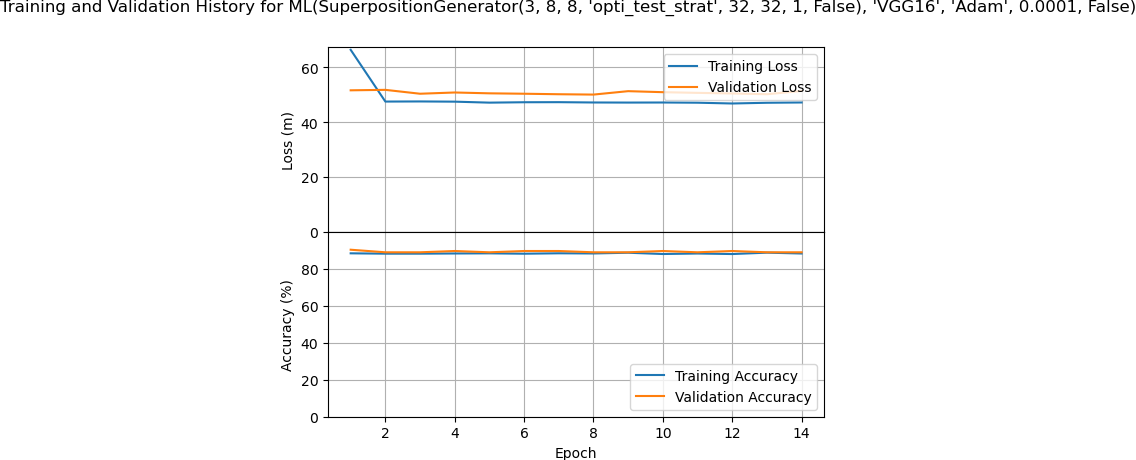 Training and Validation History for ML(SuperpositionGenerator(3, 8, 8, 'opti_test_strat', 32, 32, 1, False), 'VGG16', 'Adam', 0.0001, False)
Training Loss
Validation Loss
60
40
20
0
Loss (m)
80
60
40
20
0
Accuracy (%)
Training Accuracy
Validation Accuracy
2 4 6 8 10 12 14
Epoch